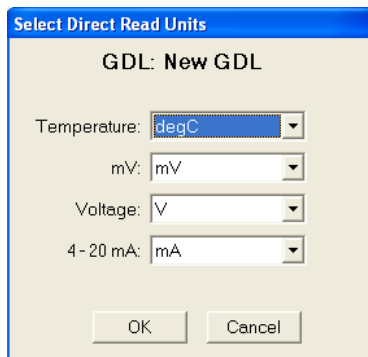 Select Direct Read Units
GDL: New GDL
Temperature: degC
mV: mV
Voltage: V
4 - 20 mA: mA
OK Cancel